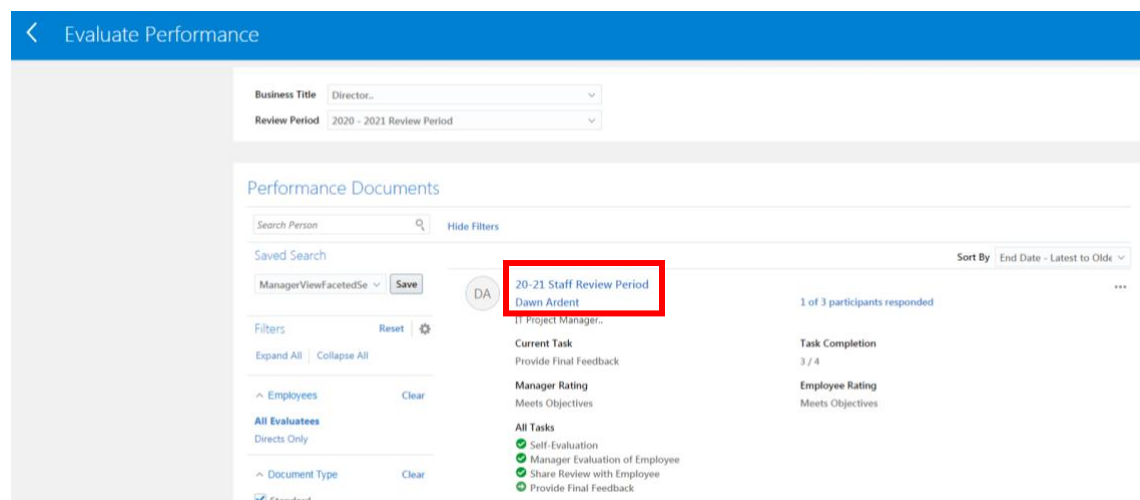 Evaluate Performance
Business Title Director..
Review Period 2020 - 2021 Review Period
Performance Documents
Search Person
Hide Filters
Saved Search
Sort By End Date - Latest to Olde
ManagerViewFacetedSe Save
DA
20-21 Staff Review Period
Dawn Ardent
1 of 3 participants responded
IT Project Manager..
Filters Reset
Expand All Collapse All
Current Task
Provide Final Feedback
Task Completion
3 / 4
Employees Clear
Manager Rating
Meets Objectives
Employee Rating
Meets Objectives
All Evaluatees
Directs Only
All Tasks
Self-Evaluation
Manager Evaluation of Employee
Share Review with Employee
Provide Final Feedback
Document Type Clear
Standard